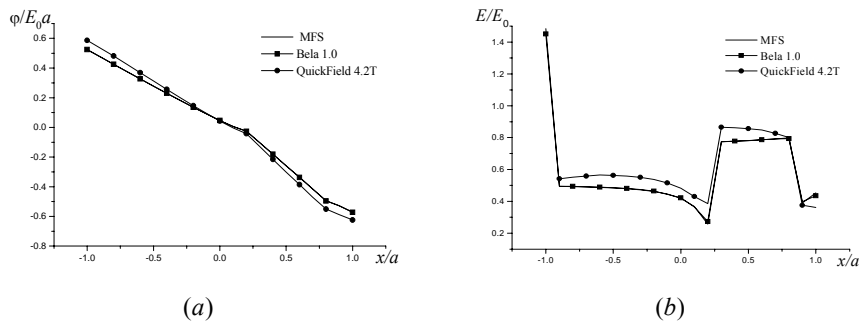 φ/E₀a
MFS
Bela 1.0
QuickField 4.2T
0.6
0.4
0.2
0.0
-0.2
-0.4
-0.6
-0.8
-1.0 -0.5 0.0 0.5 1.0
x/a
(a)
E/E₀
MFS
Bela 1.0
QuickField 4.2T
1.4
1.2
1.0
0.8
0.6
0.4
0.2
-1.0 -0.5 0.0 0.5 1.0
x/a
(b)